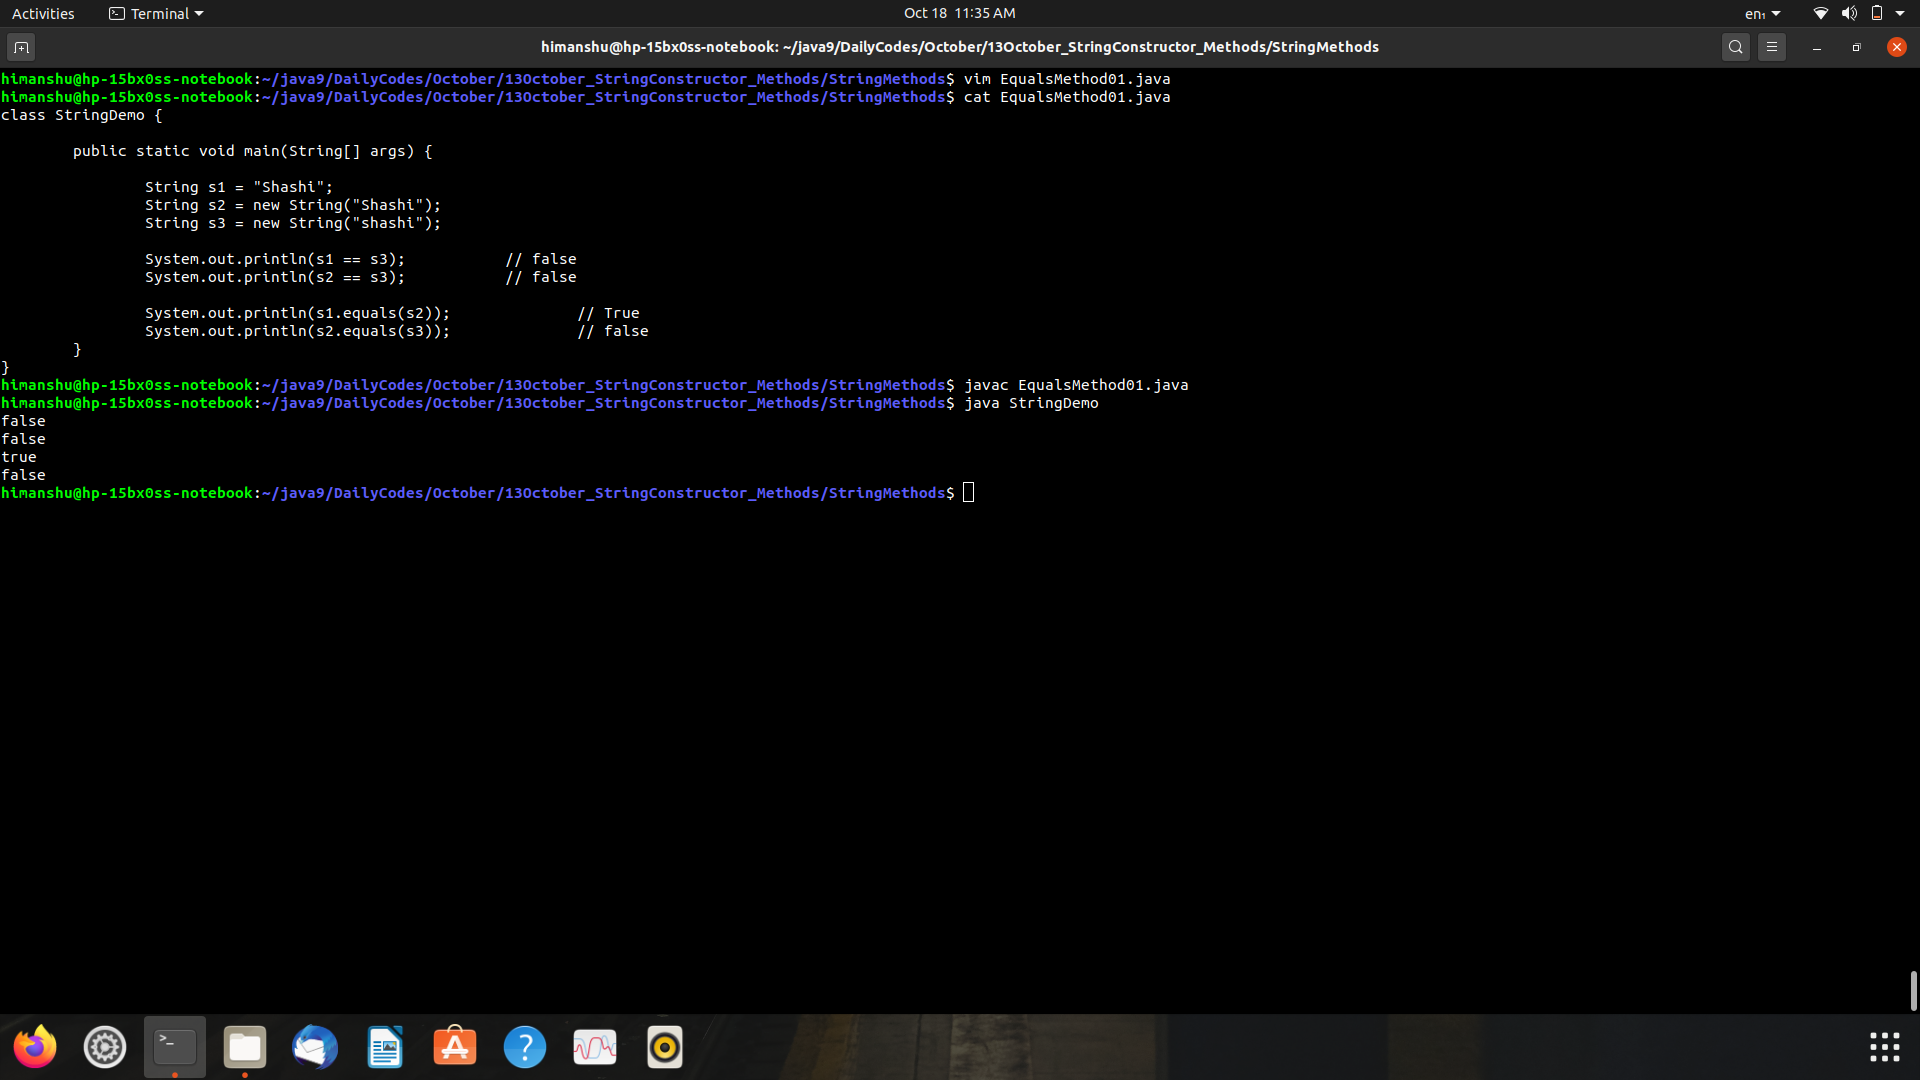 Activities
Terminal
Oct 18 11:35 AM
en₁
himanshu@hp-15bx0ss-notebook: ~/java9/DailyCodes/October/13October_StringConstructor_Methods/StringMethods
himanshu@hp-15bx0ss-notebook:~/java9/DailyCodes/October/13October_StringConstructor_Methods/StringMethods$ vim EqualsMethod01.java
himanshu@hp-15bx0ss-notebook:~/java9/DailyCodes/October/13October_StringConstructor_Methods/StringMethods$ cat EqualsMethod01.java
class StringDemo {
        public static void main(String[] args) {
                String s1 = "Shashi";
                String s2 = new String("Shashi");
                String s3 = new String("shashi");
                System.out.println(s1 == s3);           // false
                System.out.println(s2 == s3);           // false
                System.out.println(s1.equals(s2));              // True
                System.out.println(s2.equals(s3));              // false
        }
}
himanshu@hp-15bx0ss-notebook:~/java9/DailyCodes/October/13October_StringConstructor_Methods/StringMethods$ javac EqualsMethod01.java
himanshu@hp-15bx0ss-notebook:~/java9/DailyCodes/October/13October_StringConstructor_Methods/StringMethods$ java StringDemo
false
false
true
false
himanshu@hp-15bx0ss-notebook:~/java9/DailyCodes/October/13October_StringConstructor_Methods/StringMethods$